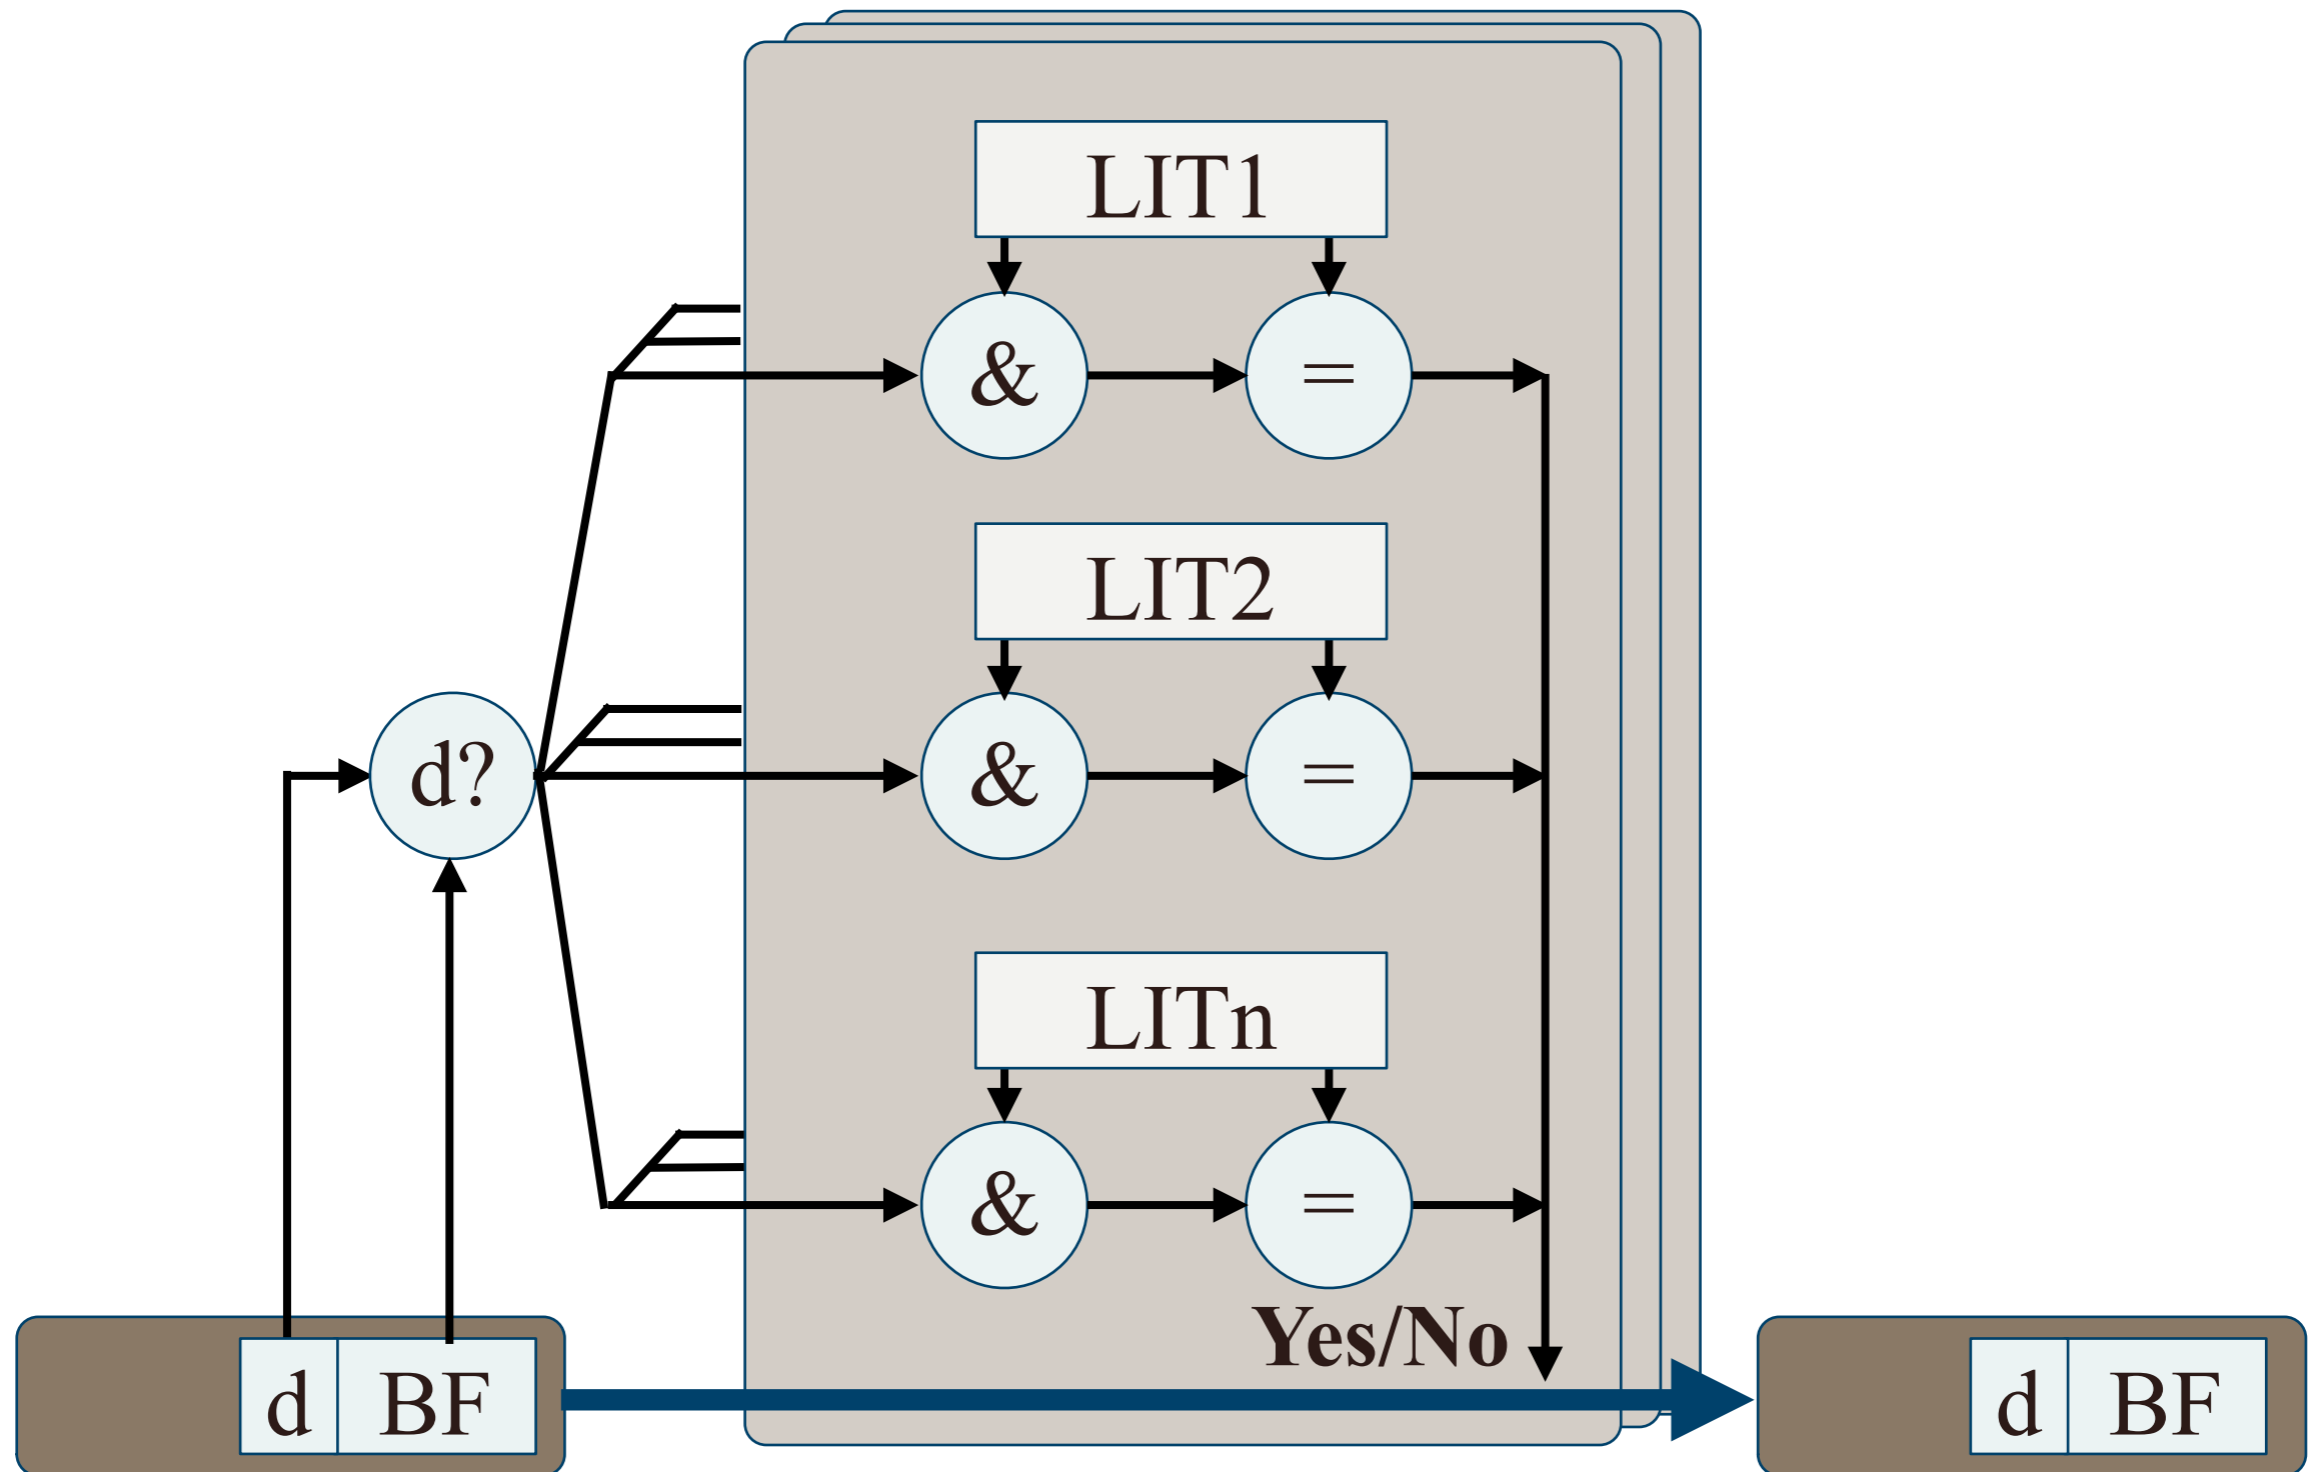 LIT1
& =
LIT2
d? & =
LITn
& =
Yes/No
d BF d BF